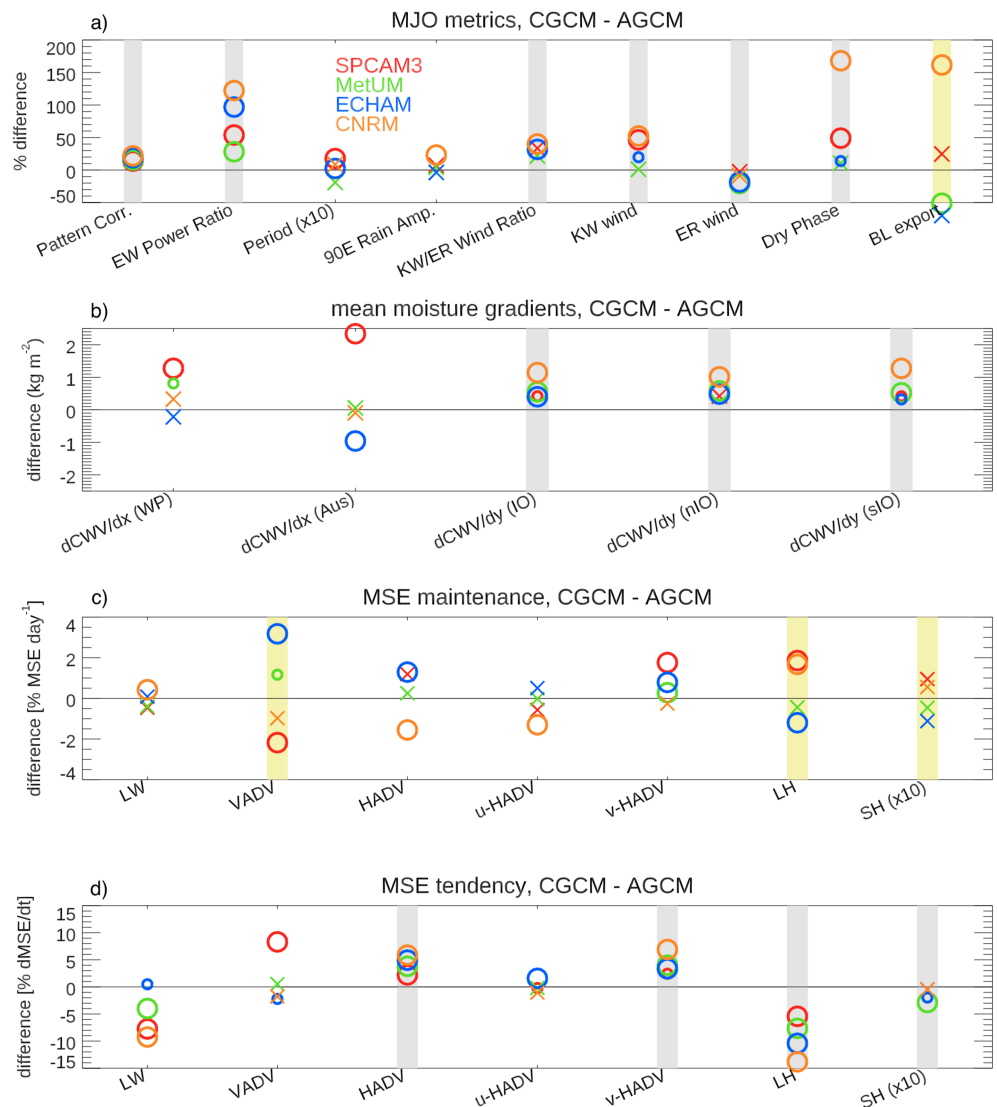 a) MJO metrics, CGCM - AGCM
% difference
200
150
100
50
0
-50
SPCAM3
MetUM
ECHAM
CNRM
Pattern Corr. EW Power Ratio Period (x10) 90E Rain Amp. KW/ER Wind Ratio KW wind ER wind Dry Phase BL export
b) mean moisture gradients, CGCM - AGCM
difference (kg m-2)
2
1
0
-1
-2
dCWV/dx (WP) dCWV/dx (Aus) dCWV/dy (IO) dCWV/dy (nIO) dCWV/dy (sIO)
c) MSE maintenance, CGCM - AGCM
difference [% MSE day-1]
4
2
0
-2
-4
LW VADV HADV u-HADV v-HADV LH SH (x10)
d) MSE tendency, CGCM - AGCM
difference [% dMSE/dt]
15
10
5
0
-5
-10
-15
LW VADV HADV u-HADV v-HADV LH SH (x10)